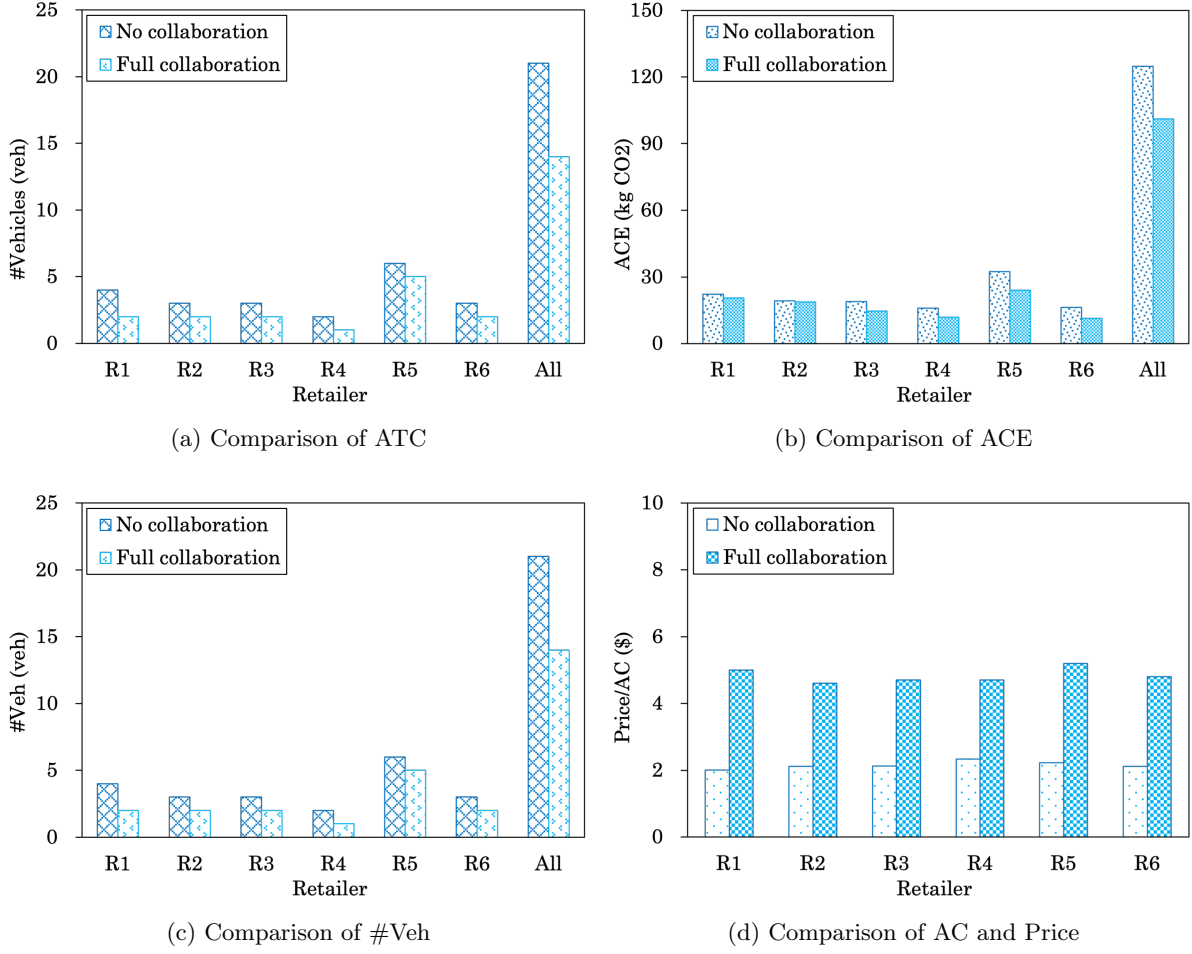 25
20
15
10
5
0
#Vehicles (veh)
No collaboration
Full collaboration
R1 R2 R3 R4 R5 R6 All
Retailer
(a) Comparison of ATC
150
120
90
60
30
0
ACE (kg CO2)
No collaboration
Full collaboration
R1 R2 R3 R4 R5 R6 All
Retailer
(b) Comparison of ACE
25
20
15
10
5
0
#Veh (veh)
No collaboration
Full collaboration
R1 R2 R3 R4 R5 R6 All
Retailer
(c) Comparison of #Veh
10
8
6
4
2
0
Price/AC ($)
No collaboration
Full collaboration
R1 R2 R3 R4 R5 R6
Retailer
(d) Comparison of AC and Price